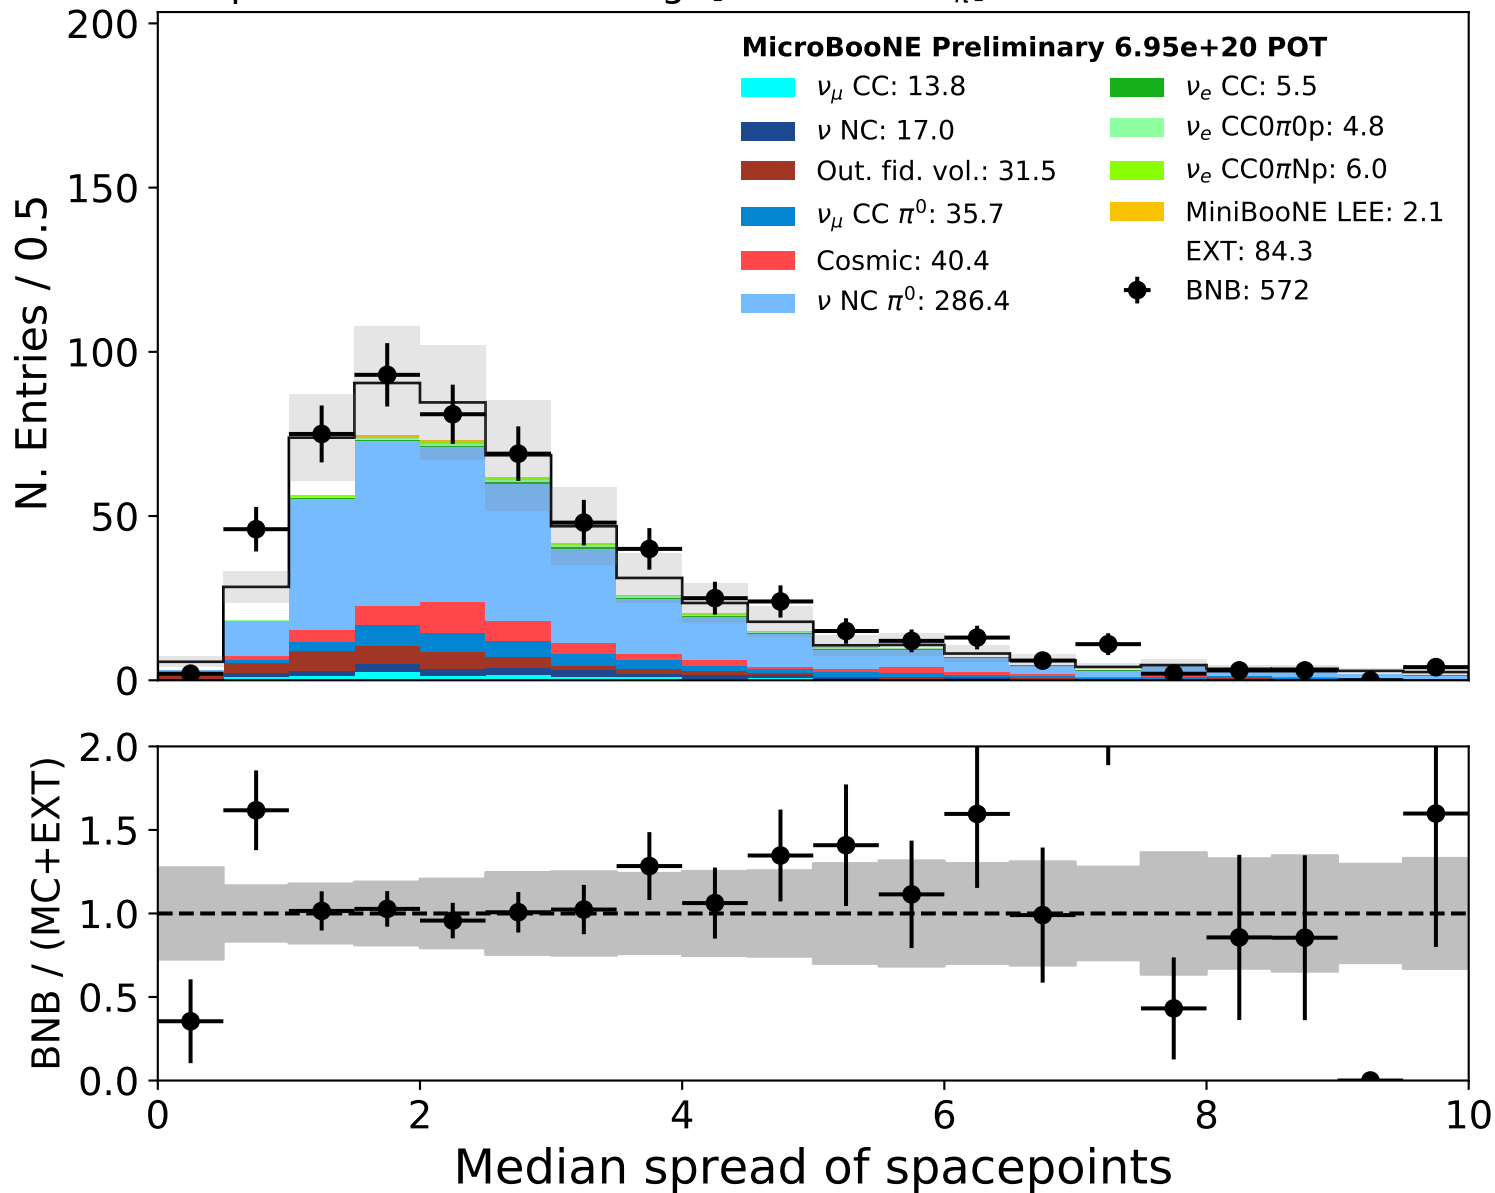 200
150
100
50
0
N. Entries / 0.5
MicroBooNE Preliminary 6.95e+20 POT
νμ CC: 13.8
ν NC: 17.0
Out. fid. vol.: 31.5
νμ CC π⁰: 35.7
Cosmic: 40.4
ν NC π⁰: 286.4
νe CC: 5.5
νe CC0π0p: 4.8
νe CC0πNp: 6.0
MiniBooNE LEE: 2.1
EXT: 84.3
BNB: 572
2.0
1.5
1.0
0.5
0.0
BNB / (MC+EXT)
0 2 4 6 8 10
Median spread of spacepoints